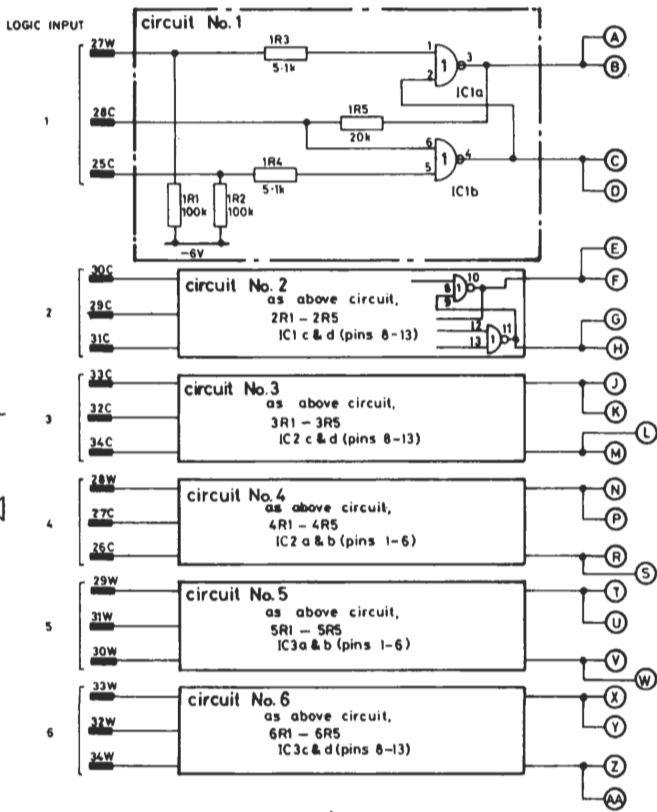 LOGIC INPUT
circuit No.1
27W
1R3
5·1k
1
2
1
3
IC1a
A
B
1
28C
1R5
20k
6
5
1
4
IC1b
25C
1R4
5·1k
C
D
1R1
100k
1R2
100k
-6V
30C
circuit No. 2
as above circuit,
2R1 - 2R5
IC1 c & d (pins 8-13)
8
9
1
10
12
13
1
11
2
29C
31C
E
F
G
H
33C
circuit No.3
as above circuit,
3R1 - 3R5
IC2 c & d (pins 8-13)
3
32C
34C
J
K
L
M
28W
circuit No.4
as above circuit,
4R1 - 4R5
IC2 a & b (pins 1-6)
4
27C
26C
N
P
R
S
29W
circuit No.5
as above circuit,
5R1 - 5R5
IC3a & b (pins 1-6)
5
31W
30W
T
U
V
W
33W
circuit No.6
as above circuit,
6R1 - 6R5
IC3c & d (pins 8-13)
6
32W
34W
X
Y
Z
AA